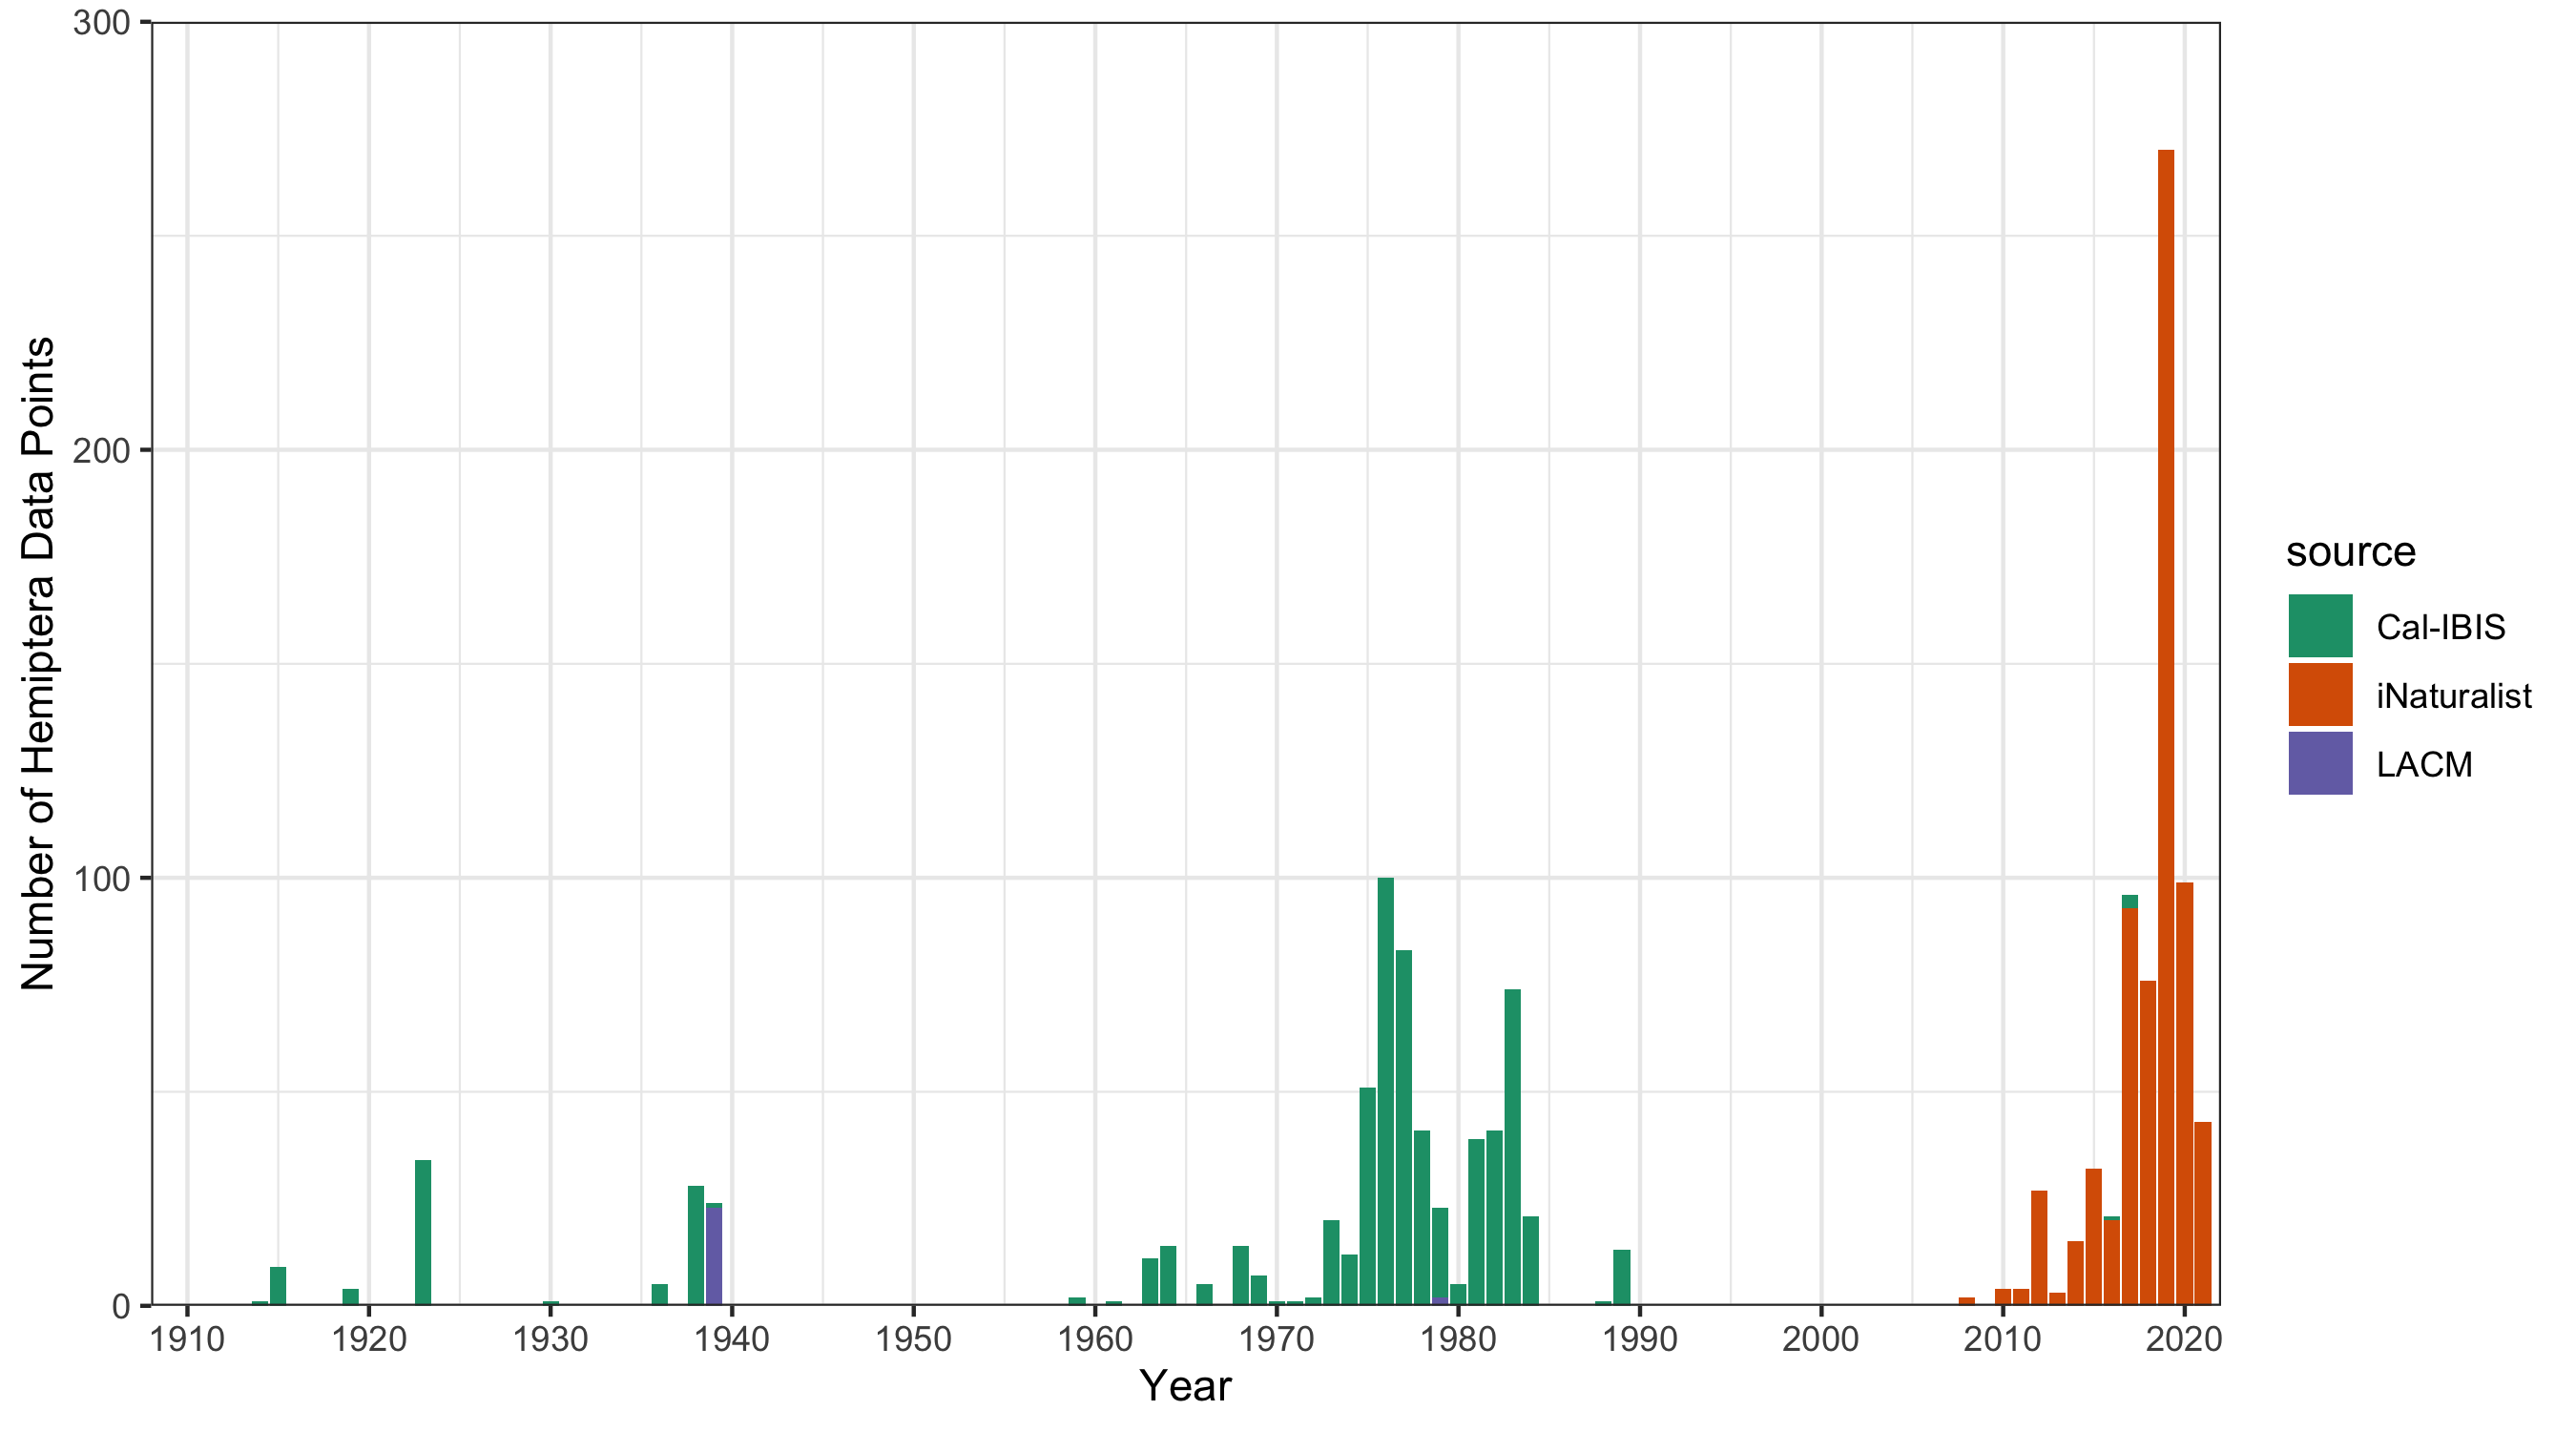 300
200
100
0
Number of Hemiptera Data Points
1910 1920 1930 1940 1950 1960 1970 1980 1990 2000 2010 2020
Year
source
Cal-IBIS
iNaturalist
LACM